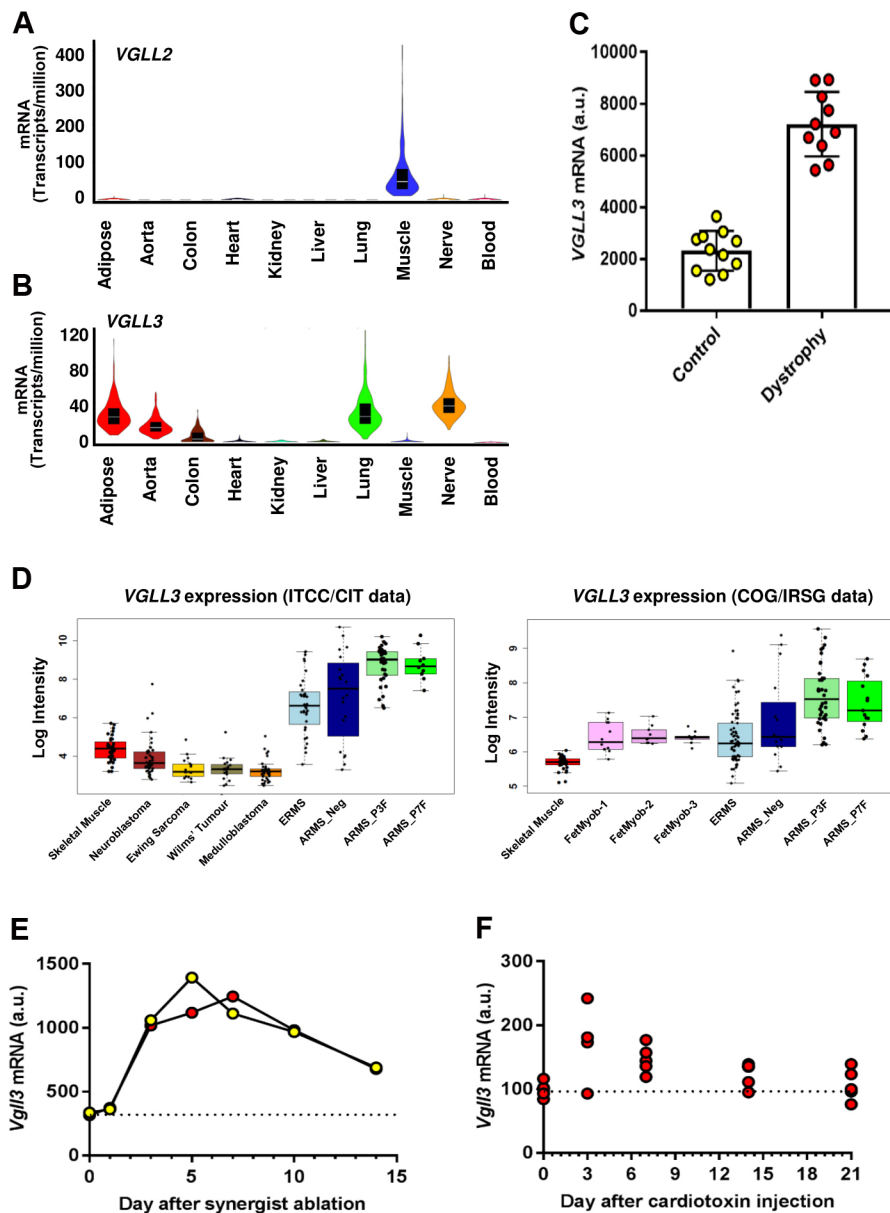 A
VGLL2
mRNA
(Transcripts/million)
400
300
200
100
0
Adipose
Aorta
Colon
Heart
Kidney
Liver
Lung
Muscle
Nerve
Blood
B
VGLL3
mRNA
(Transcripts/million)
120
80
40
0
Adipose
Aorta
Colon
Heart
Kidney
Liver
Lung
Muscle
Nerve
Blood
C
VGLL3 mRNA (a.u.)
10000
8000
6000
4000
2000
0
Control
Dystrophy
D
VGLL3 expression (ITCC/CIT data)
Log Intensity
10
8
6
4
Skeletal Muscle
Neuroblastoma
Ewing Sarcoma
Wilms' Tumour
Medulloblastoma
ERMS
ARMS_Neg
ARMS_P3F
ARMS_P7F
VGLL3 expression (COG/IRSG data)
Log Intensity
9
8
7
6
5
Skeletal Muscle
FetMyob-1
FetMyob-2
FetMyob-3
ERMS
ARMS_Neg
ARMS_P3F
ARMS_P7F
E
Vgll3 mRNA (a.u.)
1500
1000
500
0
0 5 10 15
Day after synergist ablation
F
Vgll3 mRNA (a.u.)
300
200
100
0
0 3 6 9 12 15 18 21
Day after cardiotoxin injection